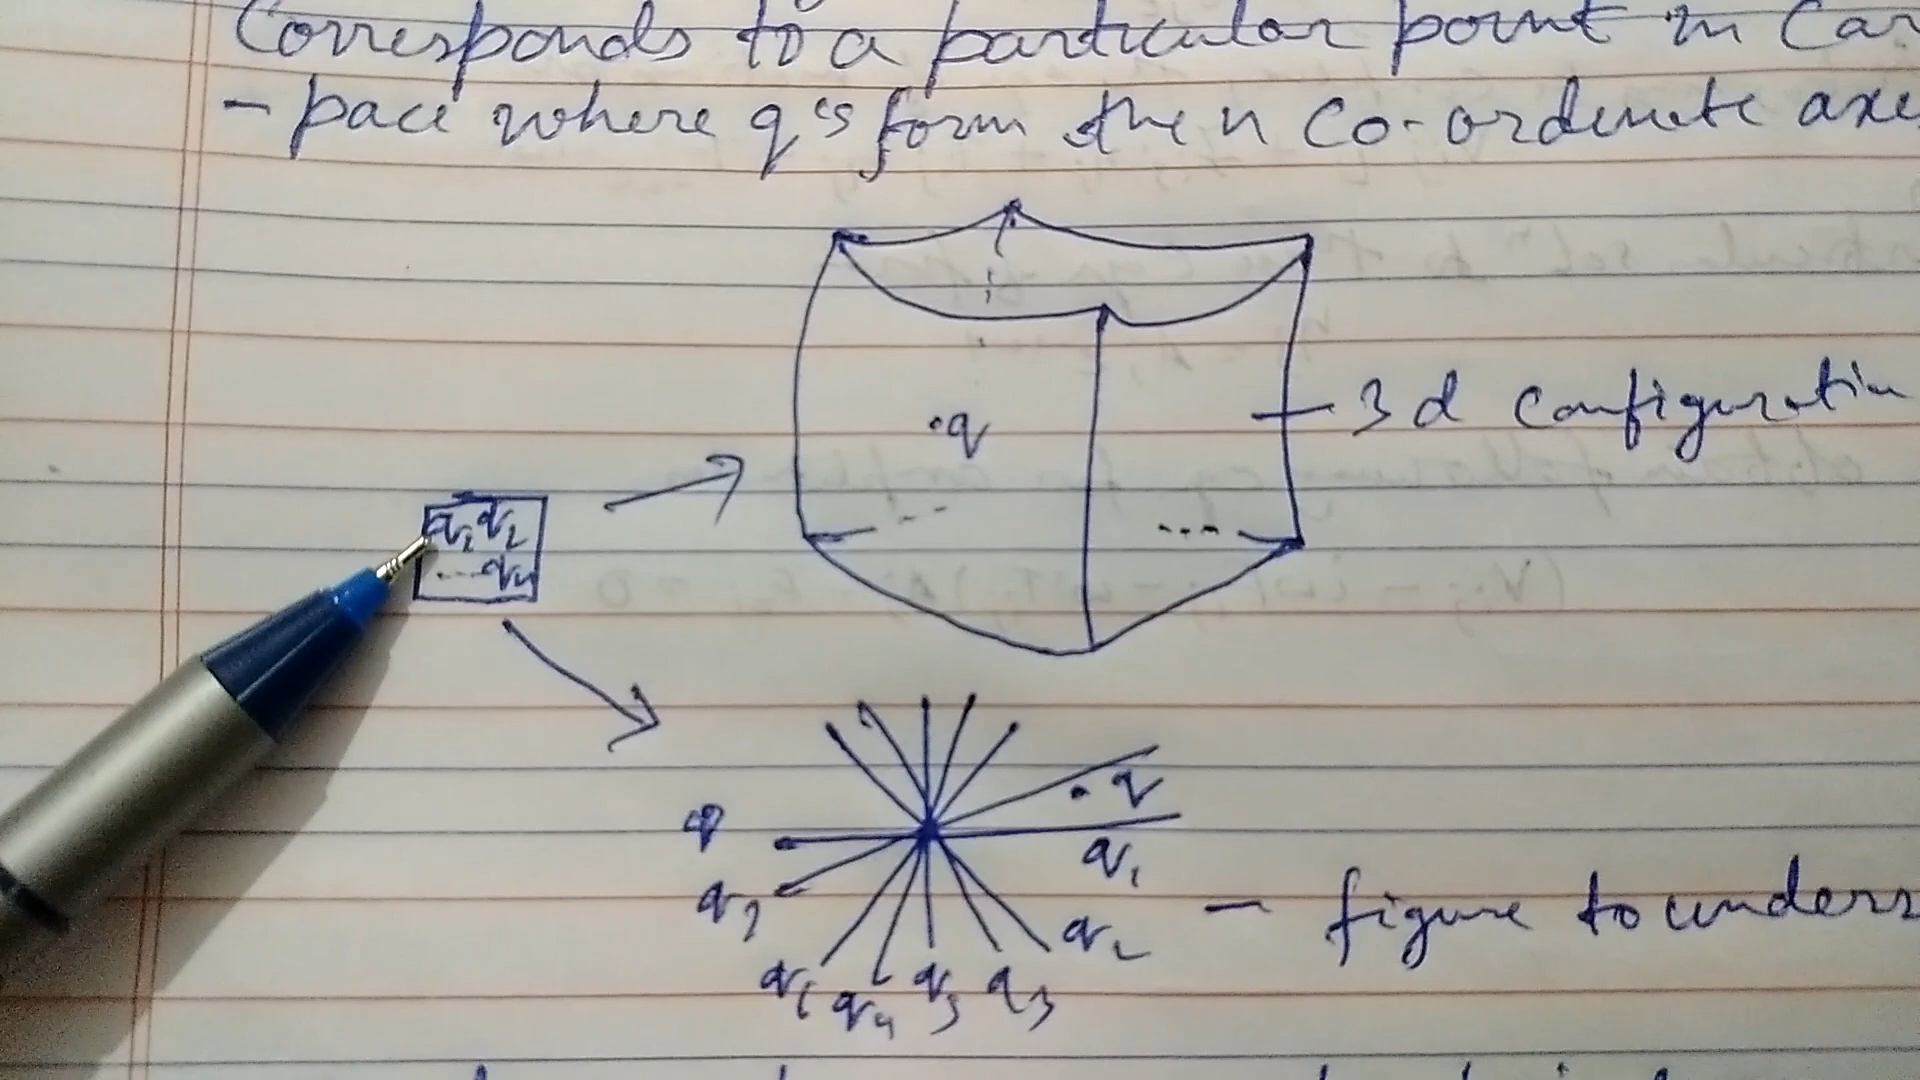 Corresponds to a particular point in Car
- pace where q's form the n co-ordinate axe
q
3d configuration
q1 q2
... qn
q
q1
q7
- figure to unders
q2
q6 q4 q5 q3